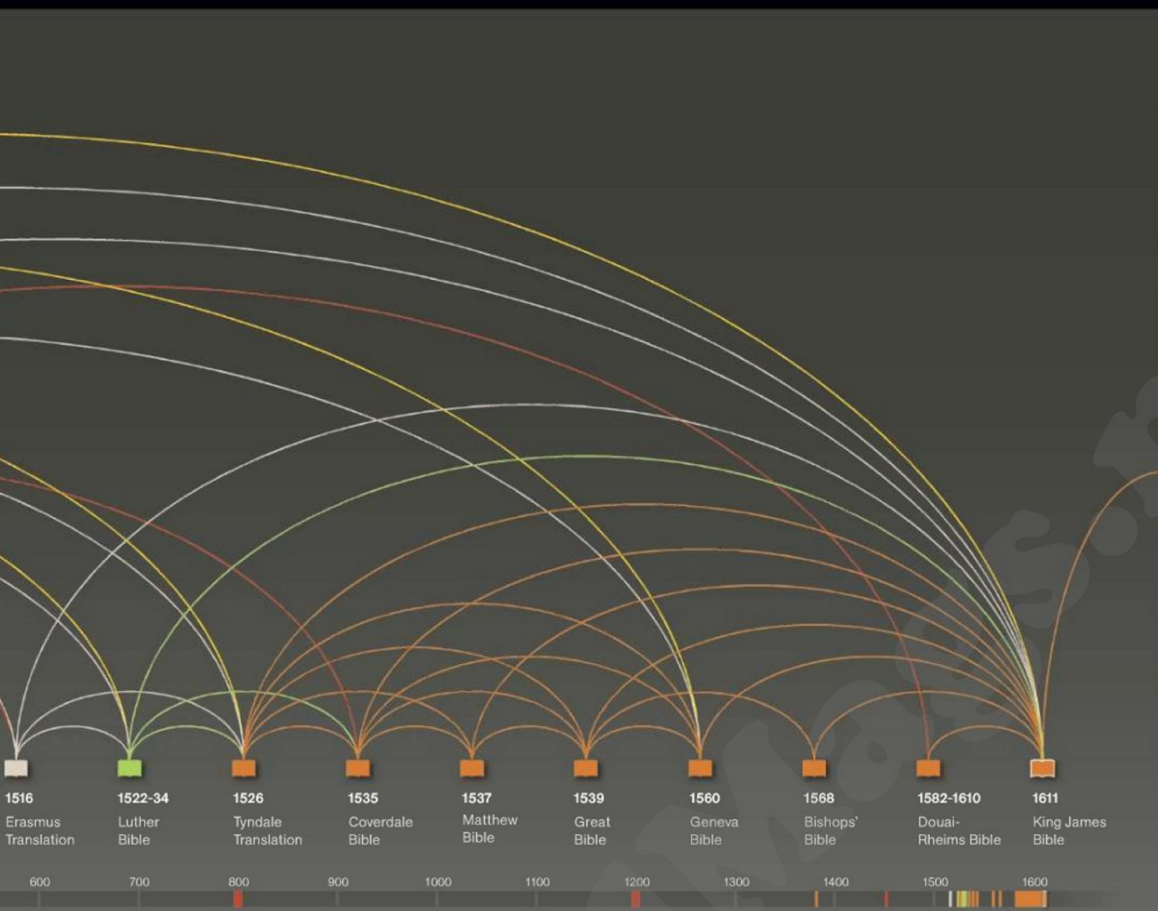 1516
Erasmus
Translation
1522-34
Luther
Bible
1526
Tyndale
Translation
1535
Coverdale
Bible
1537
Matthew
Bible
1539
Great
Bible
1560
Geneva
Bible
1568
Bishops'
Bible
1582-1610
Douai-
Rheims Bible
1611
King James
Bible
600 700 800 900 1000 1100 1200 1300 1400 1500 1600